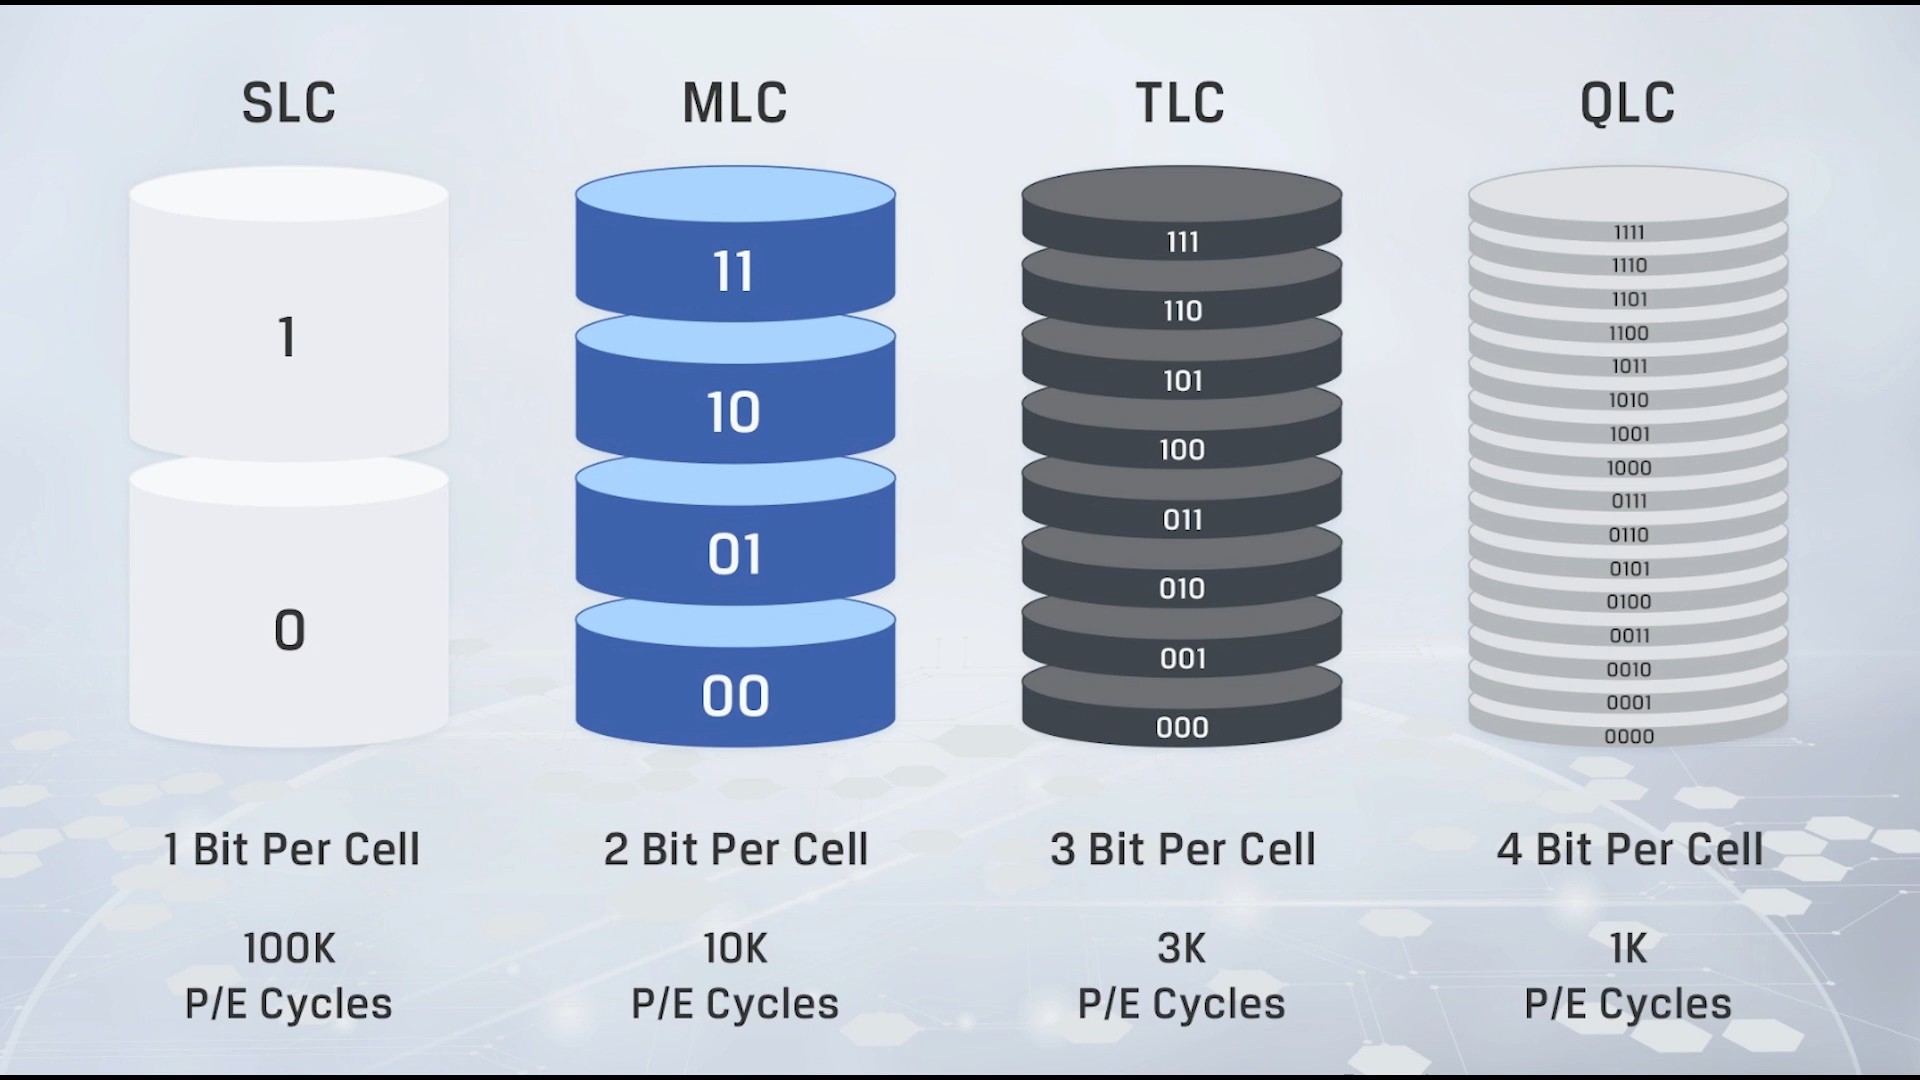 SLC
1
0
1 Bit Per Cell
100K
P/E Cycles
MLC
11
10
01
00
2 Bit Per Cell
10K
P/E Cycles
TLC
111
110
101
100
011
010
001
000
3 Bit Per Cell
3K
P/E Cycles
QLC
1111
1110
1101
1100
1011
1010
1001
1000
0111
0110
0101
0100
0011
0010
0001
0000
4 Bit Per Cell
1K
P/E Cycles